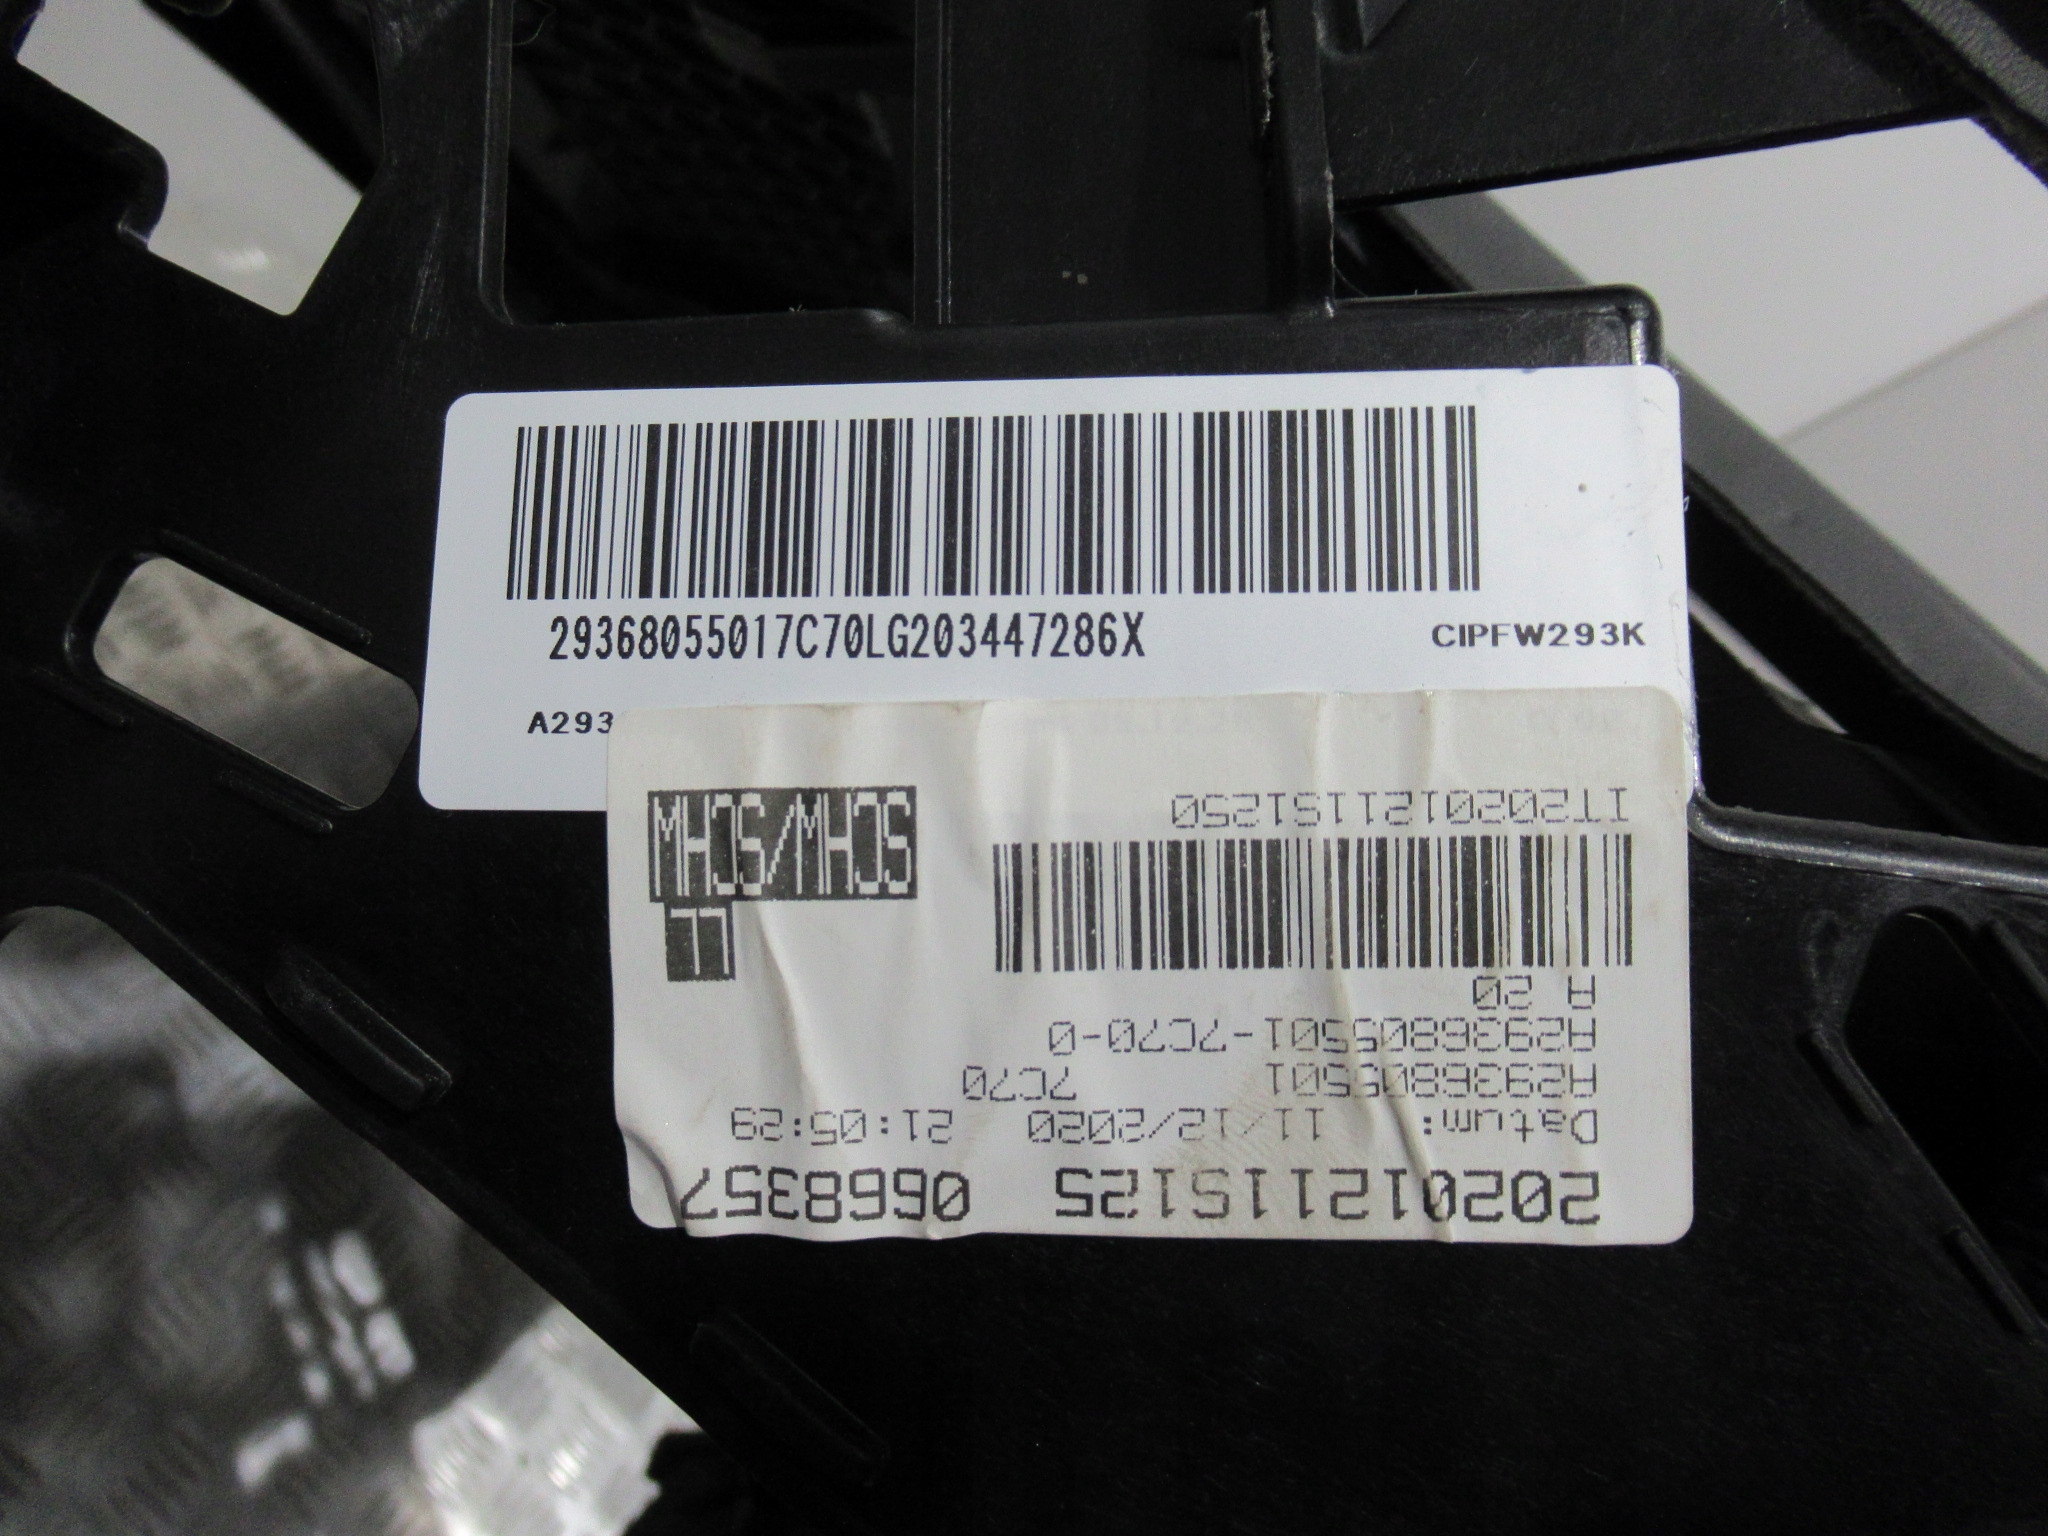 29368055017C70LG203447286X
CIPFW293K
A293
20201211S125 0668357
Datum: 11/12/2020 21:05:29
A2936805501 7C70
A2936805501-7C70-0
A 20
IT20201211S1250
LL
SCHW/SCHW